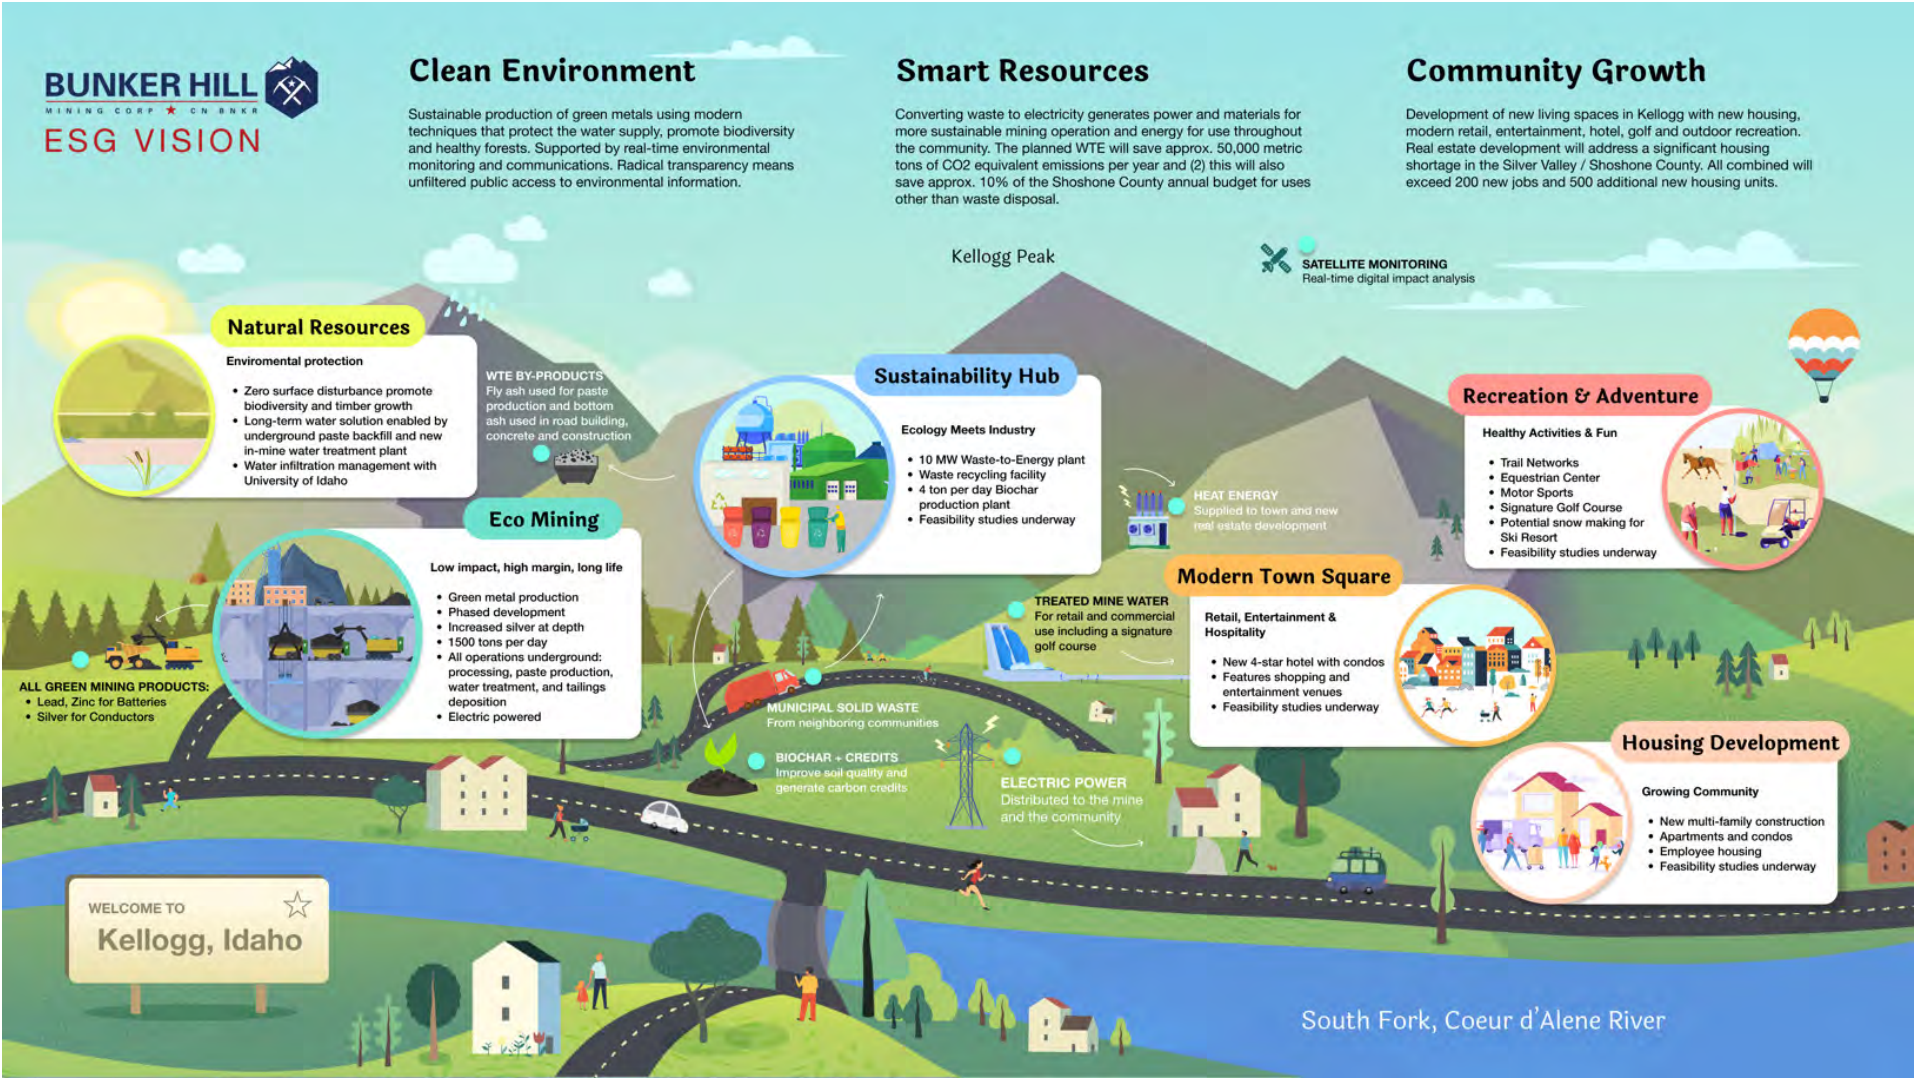 BUNKER HILL
MINING CORP ★ CN BNKR
ESG VISION
Clean Environment
Sustainable production of green metals using modern
techniques that protect the water supply, promote biodiversity
and healthy forests. Supported by real-time environmental
monitoring and communications. Radical transparency means
unfiltered public access to environmental information.
Smart Resources
Converting waste to electricity generates power and materials for
more sustainable mining operation and energy for use throughout
the community. The planned WTE will save approx. 50,000 metric
tons of CO2 equivalent emissions per year and (2) this will also
save approx. 10% of the Shoshone County annual budget for uses
other than waste disposal.
Community Growth
Development of new living spaces in Kellogg with new housing,
modern retail, entertainment, hotel, golf and outdoor recreation.
Real estate development will address a significant housing
shortage in the Silver Valley / Shoshone County. All combined will
exceed 200 new jobs and 500 additional new housing units.
Kellogg Peak
SATELLITE MONITORING
Real-time digital impact analysis
Natural Resources
Enviromental protection
• Zero surface disturbance promote
biodiversity and timber growth
• Long-term water solution enabled by
underground paste backfill and new
in-mine water treatment plant
• Water infiltration management with
University of Idaho
WTE BY-PRODUCTS
Fly ash used for paste
production and bottom
ash used in road building,
concrete and construction
Sustainability Hub
Ecology Meets Industry
• 10 MW Waste-to-Energy plant
• Waste recycling facility
• 4 ton per day Biochar
production plant
• Feasibility studies underway
HEAT ENERGY
Supplied to town and new
real estate development
Recreation & Adventure
Healthy Activities & Fun
• Trail Networks
• Equestrian Center
• Motor Sports
• Signature Golf Course
• Potential snow making for
Ski Resort
• Feasibility studies underway
Eco Mining
Low impact, high margin, long life
• Green metal production
• Phased development
• Increased silver at depth
• 1500 tons per day
• All operations underground:
processing, paste production,
water treatment, and tailings
deposition
• Electric powered
ALL GREEN MINING PRODUCTS:
• Lead, Zinc for Batteries
• Silver for Conductors
TREATED MINE WATER
For retail and commercial
use including a signature
golf course
Modern Town Square
Retail, Entertainment &
Hospitality
• New 4-star hotel with condos
• Features shopping and
entertainment venues
• Feasibility studies underway
MUNICIPAL SOLID WASTE
From neighboring communities
BIOCHAR + CREDITS
Improve soil quality and
generate carbon credits
ELECTRIC POWER
Distributed to the mine
and the community
Housing Development
Growing Community
• New multi-family construction
• Apartments and condos
• Employee housing
• Feasibility studies underway
WELCOME TO
Kellogg, Idaho
South Fork, Coeur d'Alene River